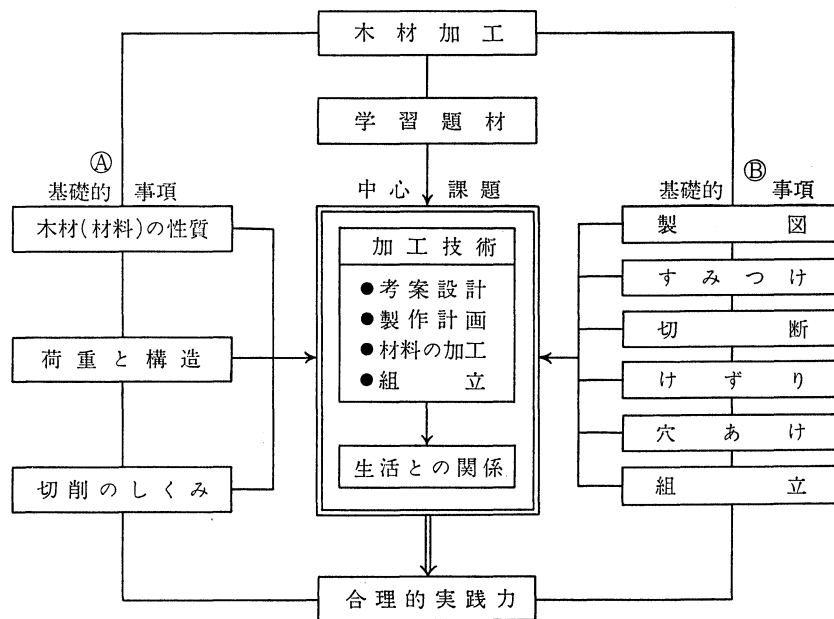 木材加工
学習題材
Ⓐ
基礎的 事項
木材(材料)の性質
荷重と構造
切削のしくみ
中心課題
加工技術
●考案設計
●製作計画
●材料の加工
●組立
生活との関係
Ⓑ
基礎的 事項
製図
すみつけ
切断
けずり
穴あけ
組立
合理的実践力